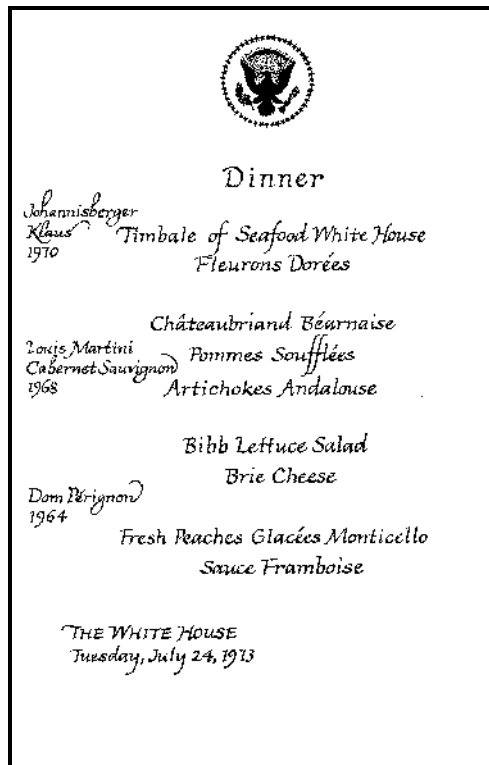 Dinner
Johannisberger
Klaus
1970
Timbale of Seafood White House
Fleurons Dorées
Châteaubriand Béarnaise
Louis Martini
Cabernet Sauvignon
1968
Pommes Soufflées
Artichokes Andalouse
Bibb Lettuce Salad
Brie Cheese
Dom Pérignon
1964
Fresh Peaches Glacées Monticello
Sauce Framboise
THE WHITE HOUSE
Tuesday, July 24, 1973